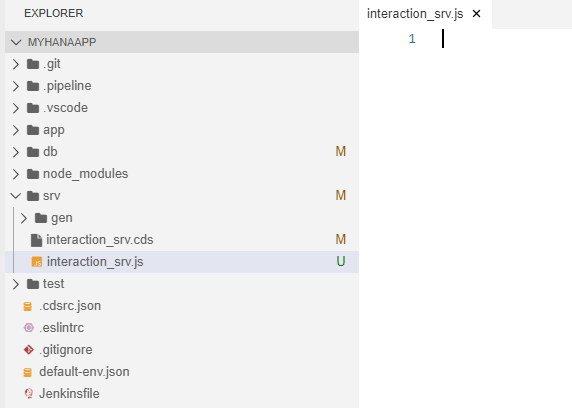 EXPLORER
interaction_srv.js ×
MYHANAAPP
1
.git
.pipeline
.vscode
app
db M
node_modules
srv M
gen
interaction_srv.cds M
JS interaction_srv.js U
test
.cdsrc.json
.eslintrc
.gitignore
default-env.json
Jenkinsfile